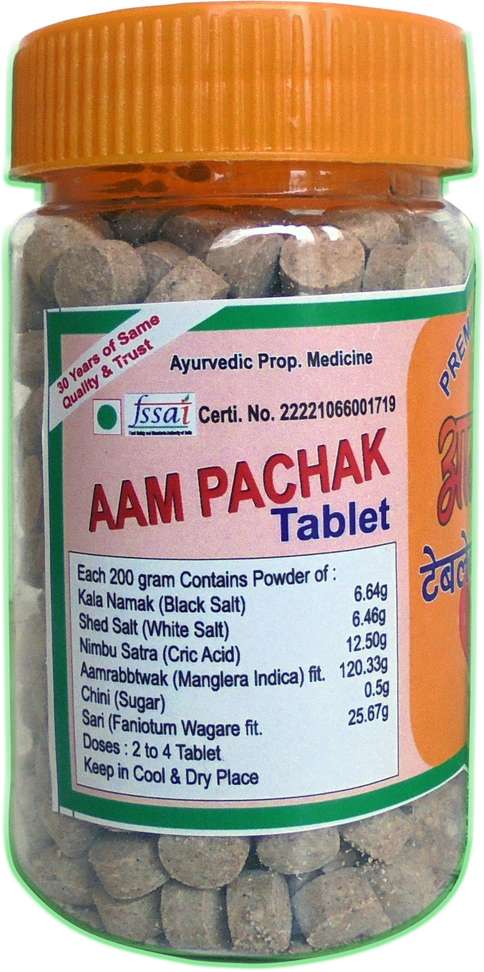 30 Years of Same
Quality & Trust
Ayurvedic Prop. Medicine
fssai Certi. No. 22221066001719
AAM PACHAK
Tablet
Each 200 gram Contains Powder of :
Kala Namak (Black Salt) 6.64g
Shed Salt (White Salt) 6.46g
Nimbu Satra (Cric Acid) 12.50g
Aamrabbtwak (Manglera Indica) fit. 120.33g
Chini (Sugar) 0.5g
Sari (Faniotum Wagare fit. 25.67g
Doses : 2 to 4 Tablet
Keep in Cool & Dry Place